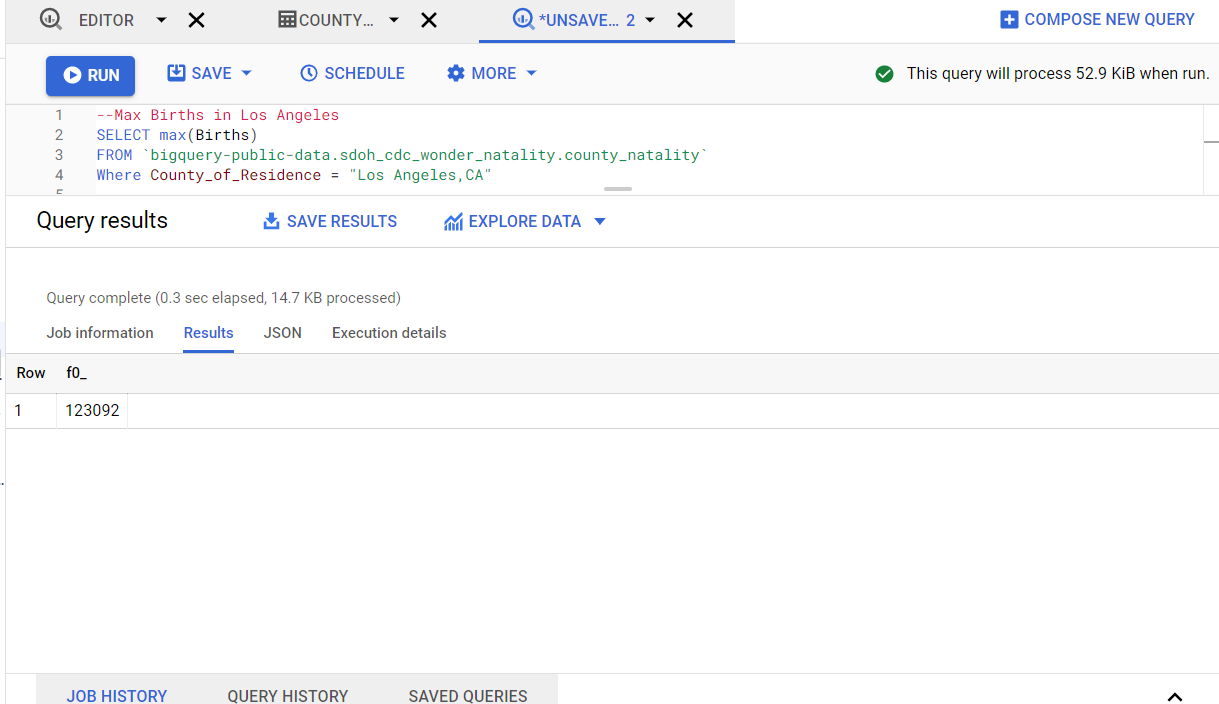 EDITOR COUNTY... *UNSAVE... 2 COMPOSE NEW QUERY
RUN SAVE SCHEDULE MORE This query will process 52.9 KiB when run.
1 --Max Births in Los Angeles
2 SELECT max(Births)
3 FROM `bigquery-public-data.sdoh_cdc_wonder_natality.county_natality`
4 Where County_of_Residence = "Los Angeles,CA"
5
Query results SAVE RESULTS EXPLORE DATA
Query complete (0.3 sec elapsed, 14.7 KB processed)
Job information Results JSON Execution details
Row f0_
1 123092
JOB HISTORY QUERY HISTORY SAVED QUERIES